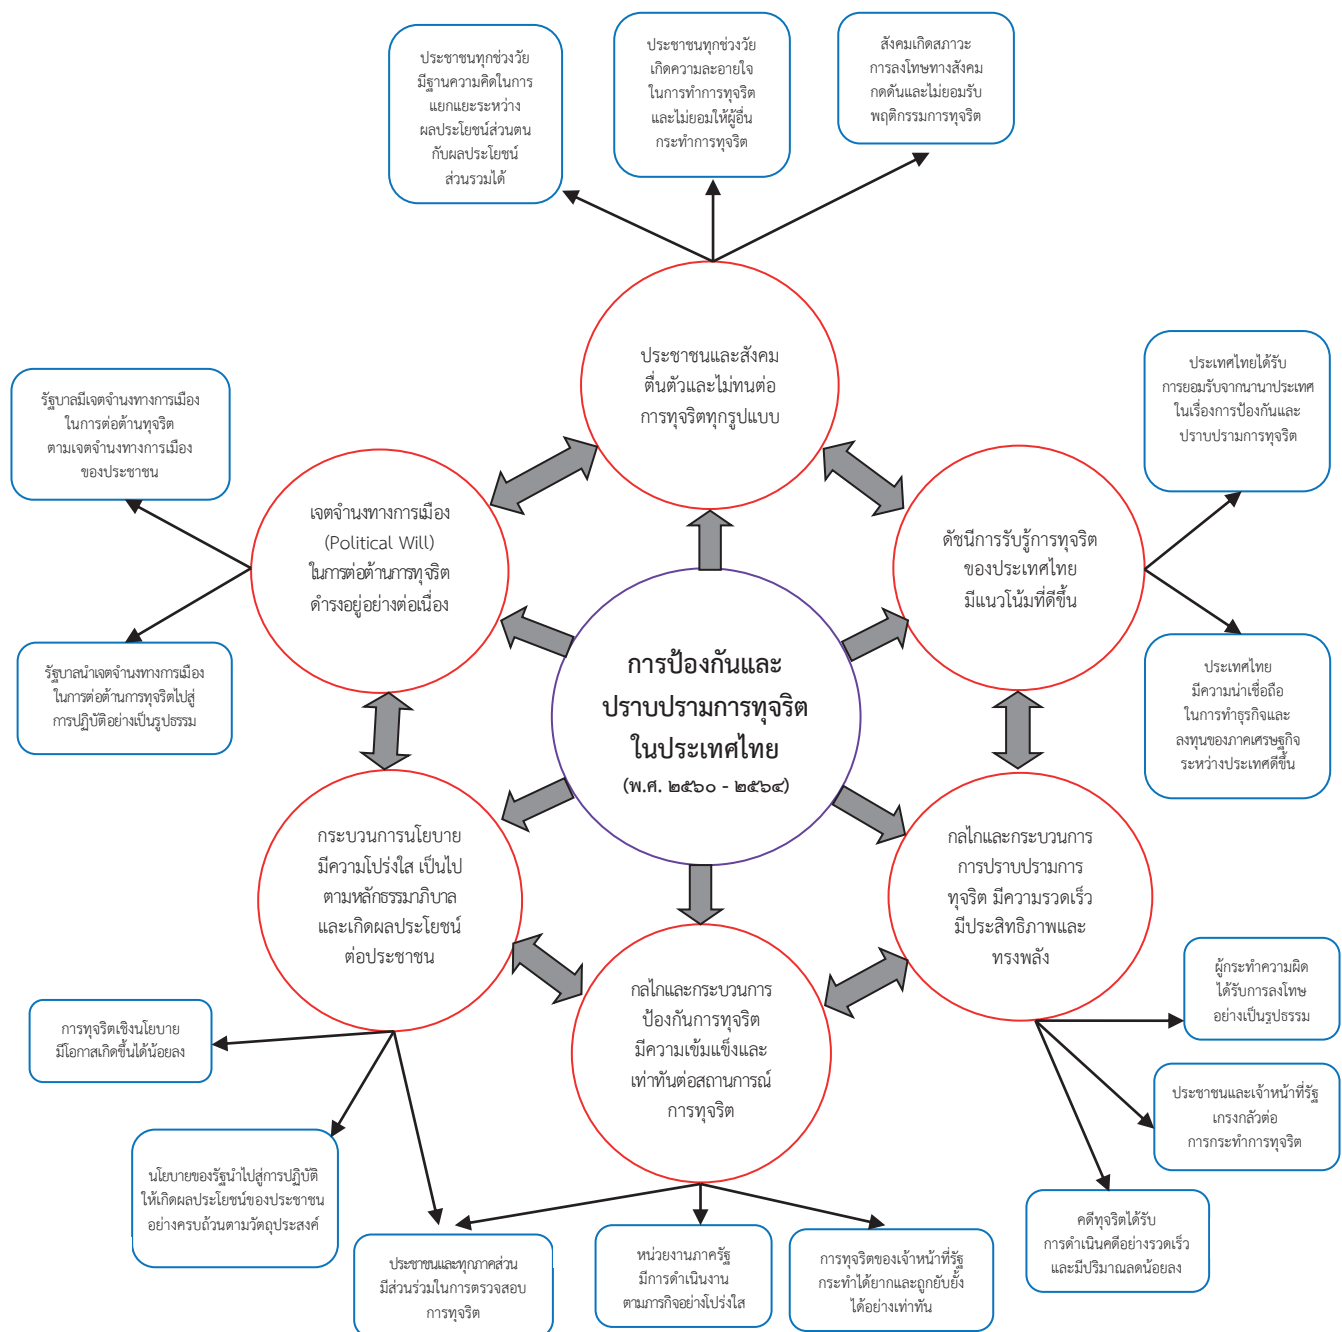 ประชาชนทุกช่วงวัย
มีฐานความคิดในการ
แยกแยะระหว่าง
ผลประโยชน์ส่วนตน
กับผลประโยชน์
ส่วนรวมได้
ประชาชนทุกช่วงวัย
เกิดความละอายใจ
ในการทำการทุจริต
และไม่ยอมให้ผู้อื่น
กระทำการทุจริต
สังคมเกิดสภาวะ
การลงโทษทางสังคม
กดดันและไม่ยอมรับ
พฤติกรรมการทุจริต
ประชาชนและสังคม
ตื่นตัวและไม่ทนต่อ
การทุจริตทุกรูปแบบ
รัฐบาลมีเจตจำนงทางการเมือง
ในการต่อต้านทุจริต
ตามเจตจำนงทางการเมือง
ของประชาชน
ประเทศไทยได้รับ
การยอมรับจากนานาประเทศ
ในเรื่องการป้องกันและ
ปราบปรามการทุจริต
เจตจำนงทางการเมือง
(Political Will)
ในการต่อต้านการทุจริต
ดำรงอยู่อย่างต่อเนื่อง
ดัชนีการรับรู้การทุจริต
ของประเทศไทย
มีแนวโน้มที่ดีขึ้น
รัฐบาลนำเจตจำนงทางการเมือง
ในการต่อต้านการทุจริตไปสู่
การปฏิบัติอย่างเป็นรูปธรรม
การป้องกันและ
ปราบปรามการทุจริต
ในประเทศไทย
(พ.ศ. ๒๕๖๐ - ๒๕๖๔)
ประเทศไทย
มีความน่าเชื่อถือ
ในการทำธุรกิจและ
ลงทุนของภาคเศรษฐกิจ
ระหว่างประเทศดีขึ้น
กระบวนการนโยบาย
มีความโปร่งใส เป็นไป
ตามหลักธรรมาภิบาล
และเกิดผลประโยชน์
ต่อประชาชน
กลไกและกระบวนการ
การปราบปรามการ
ทุจริต มีความรวดเร็ว
มีประสิทธิภาพและ
ทรงพลัง
กลไกและกระบวนการ
ป้องกันการทุจริต
มีความเข้มแข็งและ
เท่าทันต่อสถานการณ์
การทุจริต
ผู้กระทำความผิด
ได้รับการลงโทษ
อย่างเป็นรูปธรรม
การทุจริตเชิงนโยบาย
มีโอกาสเกิดขึ้นได้น้อยลง
ประชาชนและเจ้าหน้าที่รัฐ
เกรงกลัวต่อ
การกระทำการทุจริต
นโยบายของรัฐนำไปสู่การปฏิบัติ
ให้เกิดผลประโยชน์ของประชาชน
อย่างครบถ้วนตามวัตถุประสงค์
คดีทุจริตได้รับ
การดำเนินคดีอย่างรวดเร็ว
และมีปริมาณลดน้อยลง
ประชาชนและทุกภาคส่วน
มีส่วนร่วมในการตรวจสอบ
การทุจริต
หน่วยงานภาครัฐ
มีการดำเนินงาน
ตามภารกิจอย่างโปร่งใส
การทุจริตของเจ้าหน้าที่รัฐ
กระทำได้ยากและถูกยับยั้ง
ได้อย่างเท่าทัน